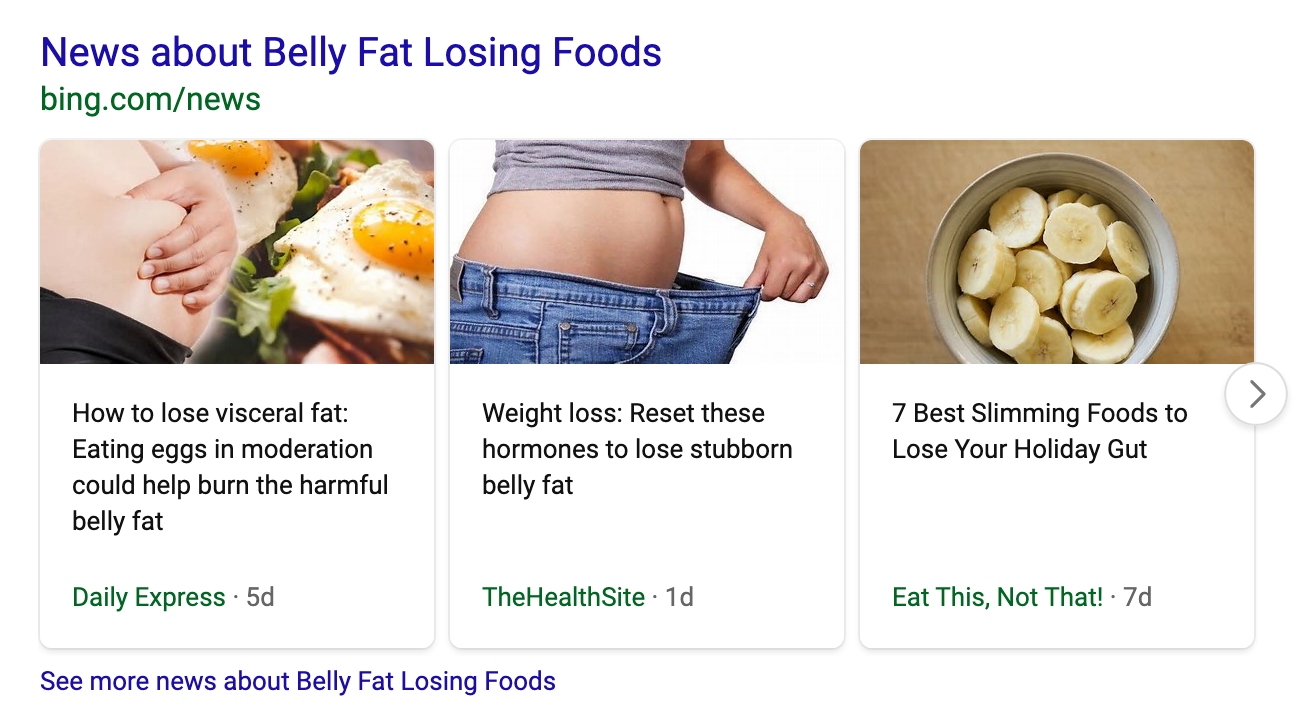 News about Belly Fat Losing Foods
bing.com/news
How to lose visceral fat:
Eating eggs in moderation
could help burn the harmful
belly fat
Daily Express · 5d
Weight loss: Reset these
hormones to lose stubborn
belly fat
TheHealthSite · 1d
7 Best Slimming Foods to
Lose Your Holiday Gut
Eat This, Not That! · 7d
See more news about Belly Fat Losing Foods